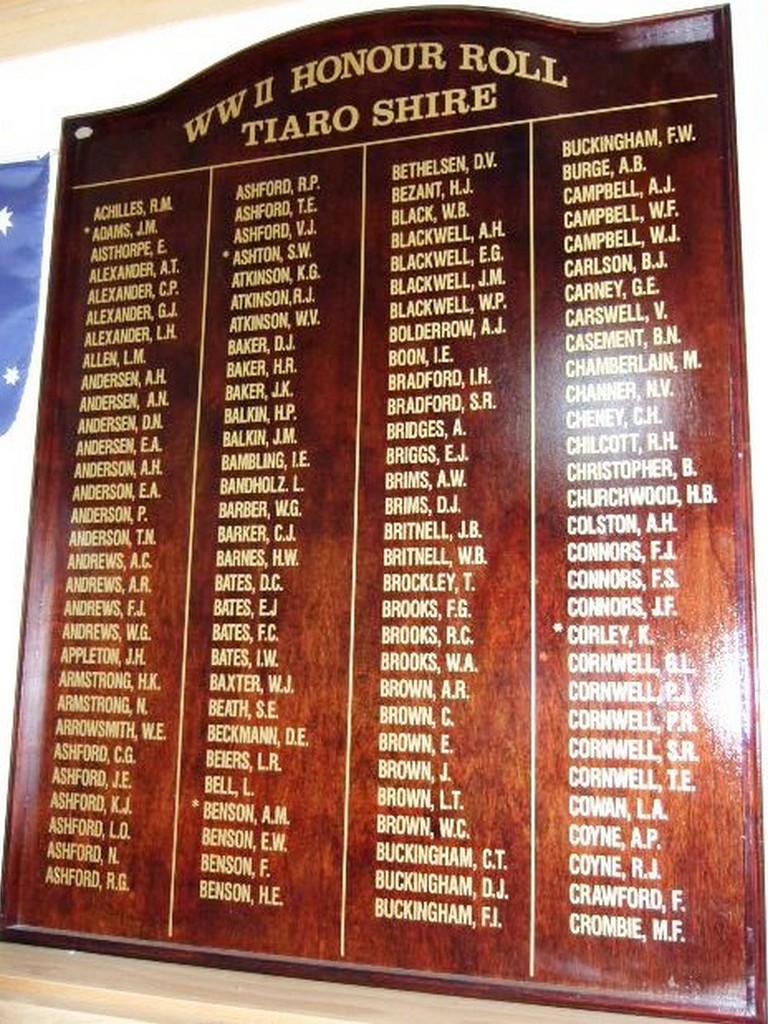 WW II HONOUR ROLL
TIARO SHIRE
ACHILLES, R.M.
* ADAMS, J.M.
AISTHORPE, E.
ALEXANDER, A.T.
ALEXANDER, C.P.
ALEXANDER, G.J.
ALEXANDER, L.H.
ALLEN, L.M.
ANDERSEN, A.H.
ANDERSEN, A.N.
ANDERSEN, D.N.
ANDERSEN, E.A.
ANDERSON, A.H.
ANDERSON, E.A.
ANDERSON, P.
ANDERSON, T.N.
ANDREWS, A.C.
ANDREWS, A.R.
ANDREWS, F.J.
ANDREWS, W.G.
APPLETON, J.H.
ARMSTRONG, H.K.
ARMSTRONG, N.
ARROWSMITH, W.E.
ASHFORD, C.G.
ASHFORD, J.E.
ASHFORD, K.J.
ASHFORD, L.O.
ASHFORD, N.
ASHFORD, R.G.
ASHFORD, R.P.
ASHFORD, T.E.
ASHFORD, V.J.
* ASHTON, S.W.
ATKINSON, K.G.
ATKINSON, R.J.
ATKINSON, W.V.
BAKER, D.J.
BAKER, H.R.
BAKER, J.K.
BALKIN, H.P.
BALKIN, J.M.
BAMBLING, I.E.
BANDHOLZ. L.
BARBER, W.G.
BARKER, C.J.
BARNES, H.W.
BATES, D.C.
BATES, E.J
BATES, F.C.
BATES, I.W.
BAXTER, W.J.
BEATH, S.E.
BECKMANN, D.E.
BEIERS, L.R.
BELL, L.
* BENSON, A.M.
BENSON, E.W.
BENSON, F.
BENSON, H.E.
BETHELSEN, D.V.
BEZANT, H.J.
BLACK, W.B.
BLACKWELL, A.H.
BLACKWELL, E.G.
BLACKWELL, J.M.
BLACKWELL, W.P.
BOLDERROW, A.J.
BOON, I.E.
BRADFORD, I.H.
BRADFORD, S.R.
BRIDGES, A.
BRIGGS, E.J.
BRIMS, A.W.
BRIMS, D.J.
BRITNELL, J.B.
BRITNELL, W.B.
BROCKLEY, T.
BROOKS, F.G.
BROOKS, R.C.
BROOKS, W.A.
BROWN, A.R.
BROWN, C.
BROWN, E.
BROWN, J.
BROWN, L.T.
BROWN, W.C.
BUCKINGHAM, C.T.
BUCKINGHAM, D.J.
BUCKINGHAM, F.I.
BUCKINGHAM, F.W.
BURGE, A.B.
CAMPBELL, A.J.
CAMPBELL, W.F.
CAMPBELL, W.J.
CARLSON, B.J.
CARNEY, G.E.
CARSWELL, V.
CASEMENT, B.N.
CHAMBERLAIN, M.
CHANNER, N.V.
CHENEY, C.H.
CHILCOTT, R.H.
CHRISTOPHER, B.
CHURCHWOOD, H.B.
COLSTON, A.H.
CONNORS, F.J.
CONNORS, F.S.
CONNORS, J.F.
* CORLEY, K.
CORNWELL,
CORNWELL,
CORNWELL, P.R.
CORNWELL, S.R.
CORNWELL, T.E.
COWAN, L.A.
COYNE, A.P.
COYNE, R.J.
CRAWFORD, F.
CROMBIE, M.F.